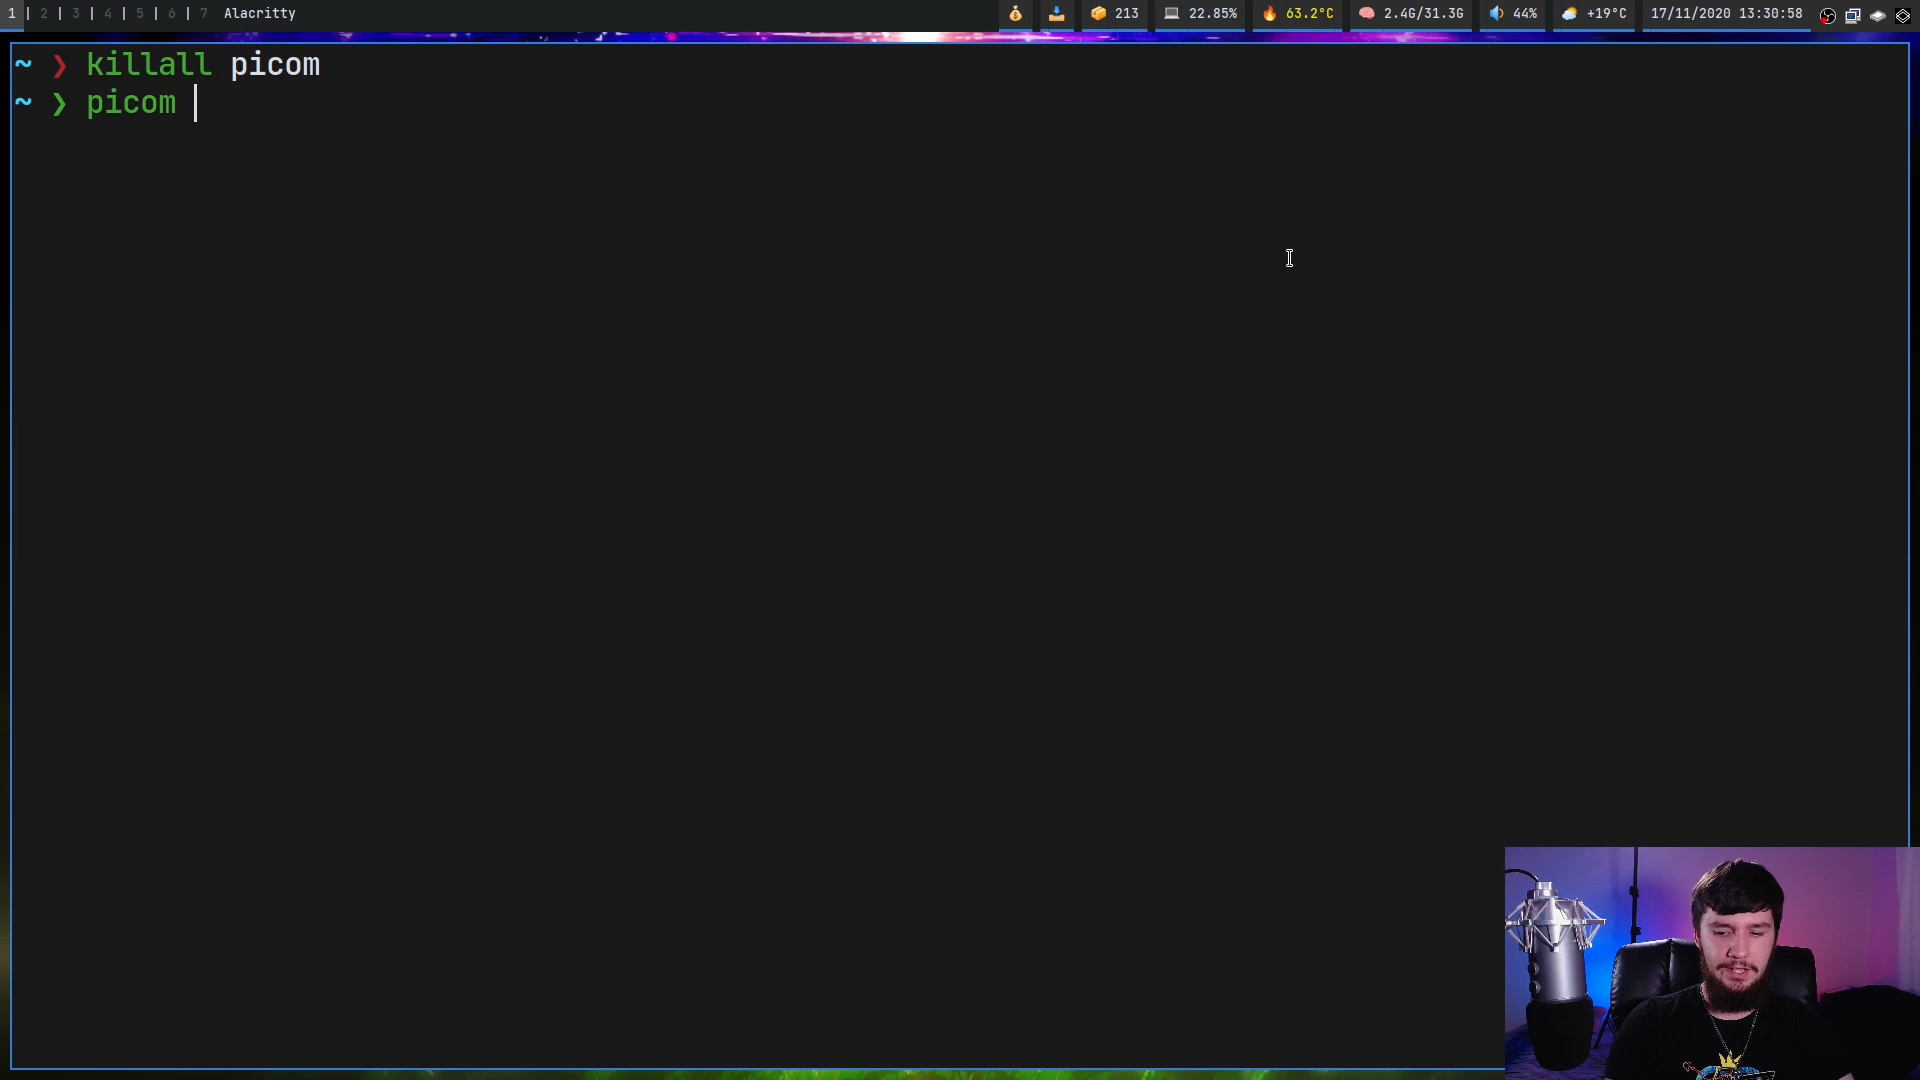 1 | 2 | 3 | 4 | 5 | 6 | 7 Alacritty 213 22.85% 63.2°C 2.4G/31.3G 44% +19°C 17/11/2020 13:30:58
~ ❯ killall picom
~ ❯ picom